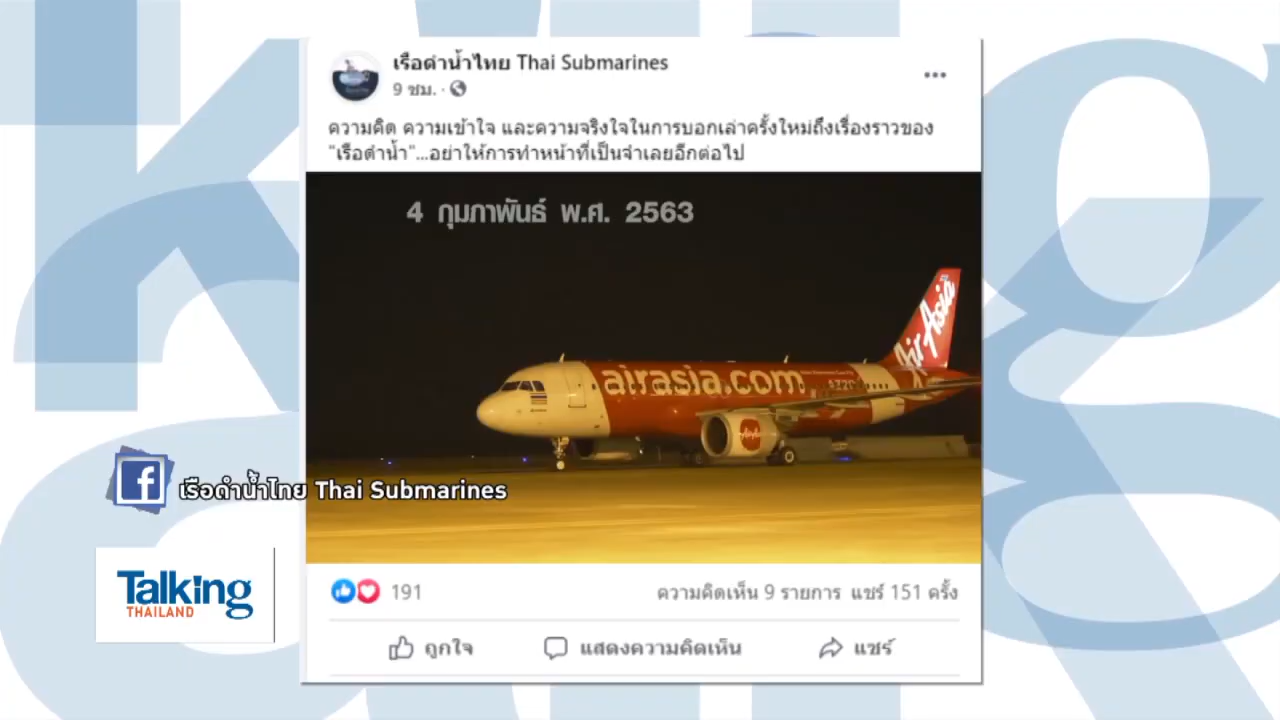 เรือดำน้ำไทย Thai Submarines
9 ชม.
ความคิด ความเข้าใจ และความจริงใจในการบอกเล่าครั้งใหม่ถึงเรื่องราวของ
"เรือดำน้ำ"...อย่าให้การทำหน้าที่เป็นจำเลยอีกต่อไป
4 กุมภาพันธ์ พ.ศ. 2563
AirAsia
airasia.com
AirAsia
f เรือดำน้ำไทย Thai Submarines
Talking
THAILAND
191 ความคิดเห็น 9 รายการ แชร์ 151 ครั้ง
ถูกใจ แสดงความคิดเห็น แชร์